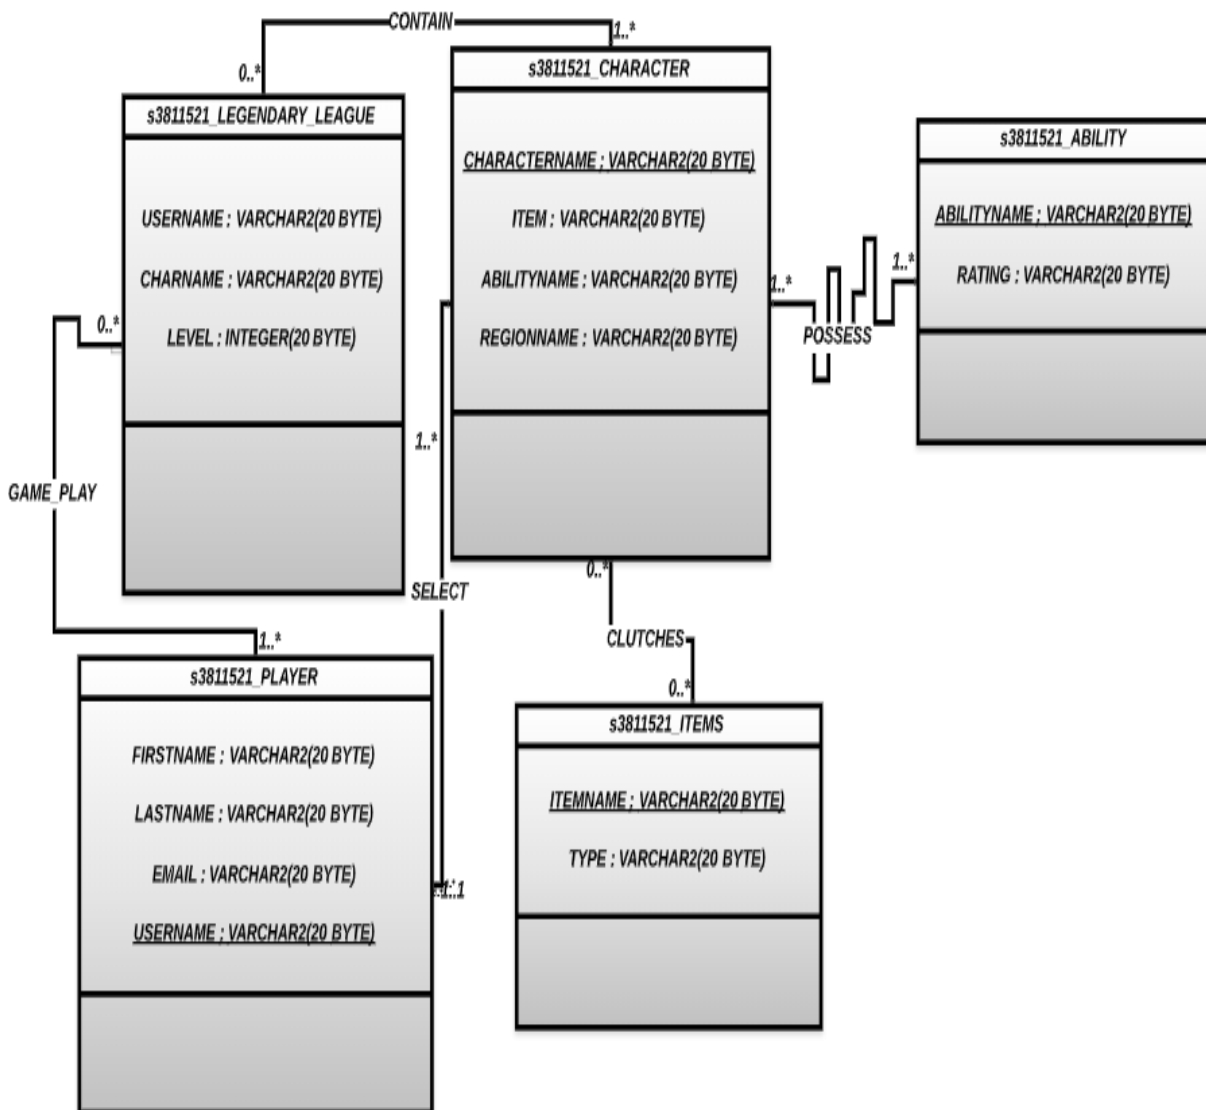 CONTAIN
1..*
0..*
s3811521_LEGENDARY_LEAGUE
USERNAME : VARCHAR2(20 BYTE)
CHARNAME : VARCHAR2(20 BYTE)
LEVEL : INTEGER(20 BYTE)
s3811521_CHARACTER
CHARACTERNAME : VARCHAR2(20 BYTE)
ITEM : VARCHAR2(20 BYTE)
ABILITYNAME : VARCHAR2(20 BYTE)
REGIONNAME : VARCHAR2(20 BYTE)
s3811521_ABILITY
ABILITYNAME : VARCHAR2(20 BYTE)
RATING : VARCHAR2(20 BYTE)
1..*
POSSESS
1..*
0..*
GAME_PLAY
1..*
1..*
SELECT
0..*
CLUTCHES
0..*
s3811521_PLAYER
FIRSTNAME : VARCHAR2(20 BYTE)
LASTNAME : VARCHAR2(20 BYTE)
EMAIL : VARCHAR2(20 BYTE)
USERNAME : VARCHAR2(20 BYTE)
s3811521_ITEMS
ITEMNAME : VARCHAR2(20 BYTE)
TYPE : VARCHAR2(20 BYTE)